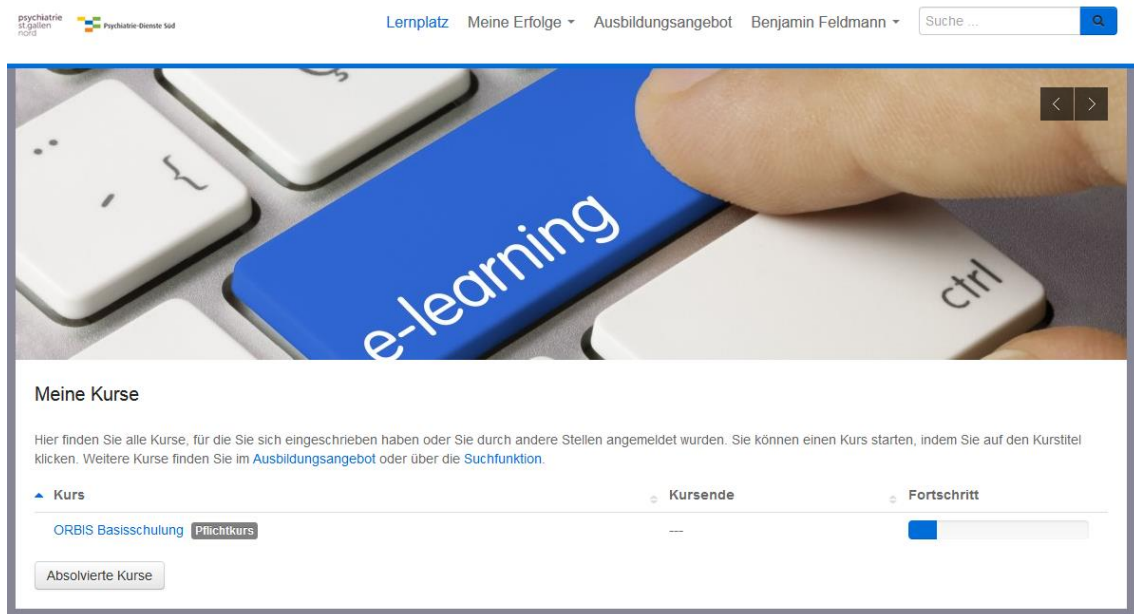 psychiatrie
st.gallen
nord
Psychiatrie-Dienste Süd
Lernplatz Meine Erfolge Ausbildungsangebot Benjamin Feldmann Suche ...
{
e-learning
ctrl
Meine Kurse
Hier finden Sie alle Kurse, für die Sie sich eingeschrieben haben oder Sie durch andere Stellen angemeldet wurden. Sie können einen Kurs starten, indem Sie auf den Kurstitel
klicken. Weitere Kurse finden Sie im Ausbildungsangebot oder über die Suchfunktion.
Kurs Kursende Fortschritt
ORBIS Basisschulung Pflichtkurs ---
Absolvierte Kurse